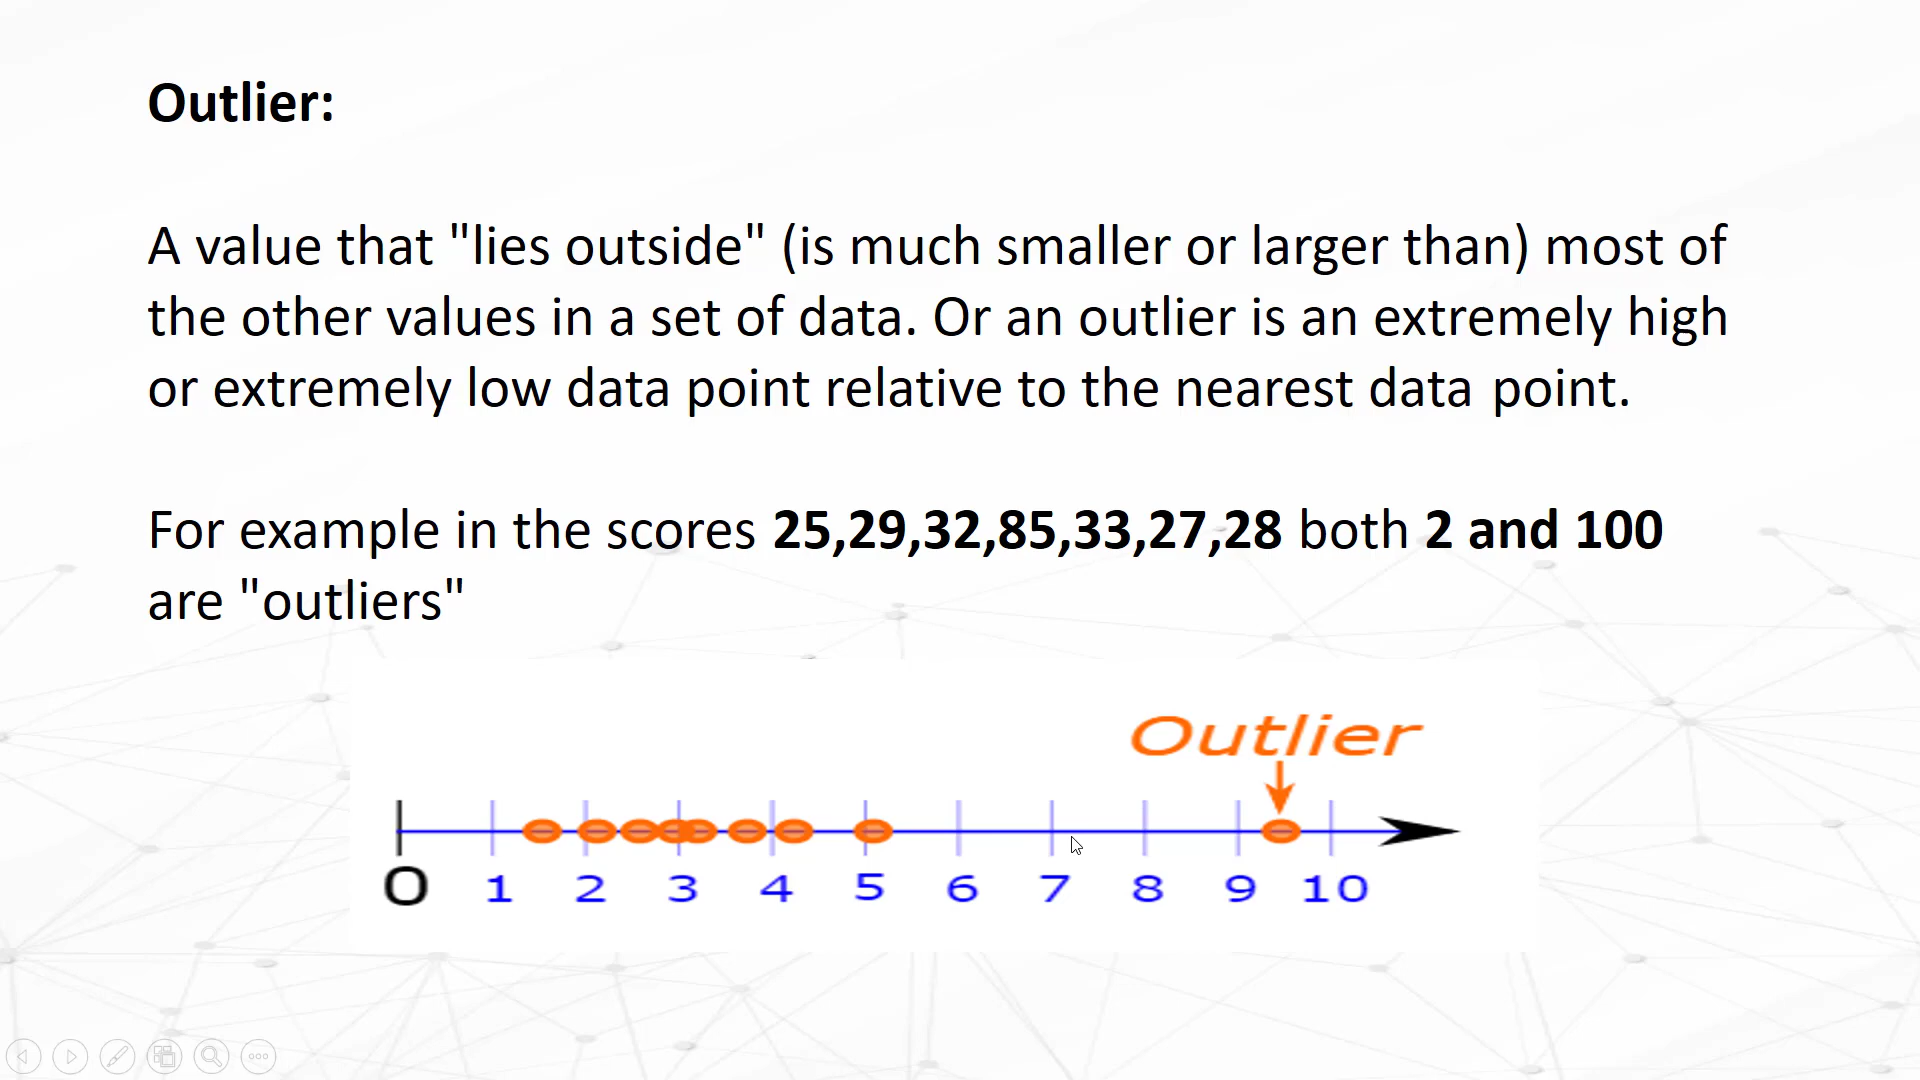 Outlier:
A value that "lies outside" (is much smaller or larger than) most of
the other values in a set of data. Or an outlier is an extremely high
or extremely low data point relative to the nearest data point.
For example in the scores 25,29,32,85,33,27,28 both 2 and 100
are "outliers"
Outlier
0 1 2 3 4 5 6 7 8 9 10